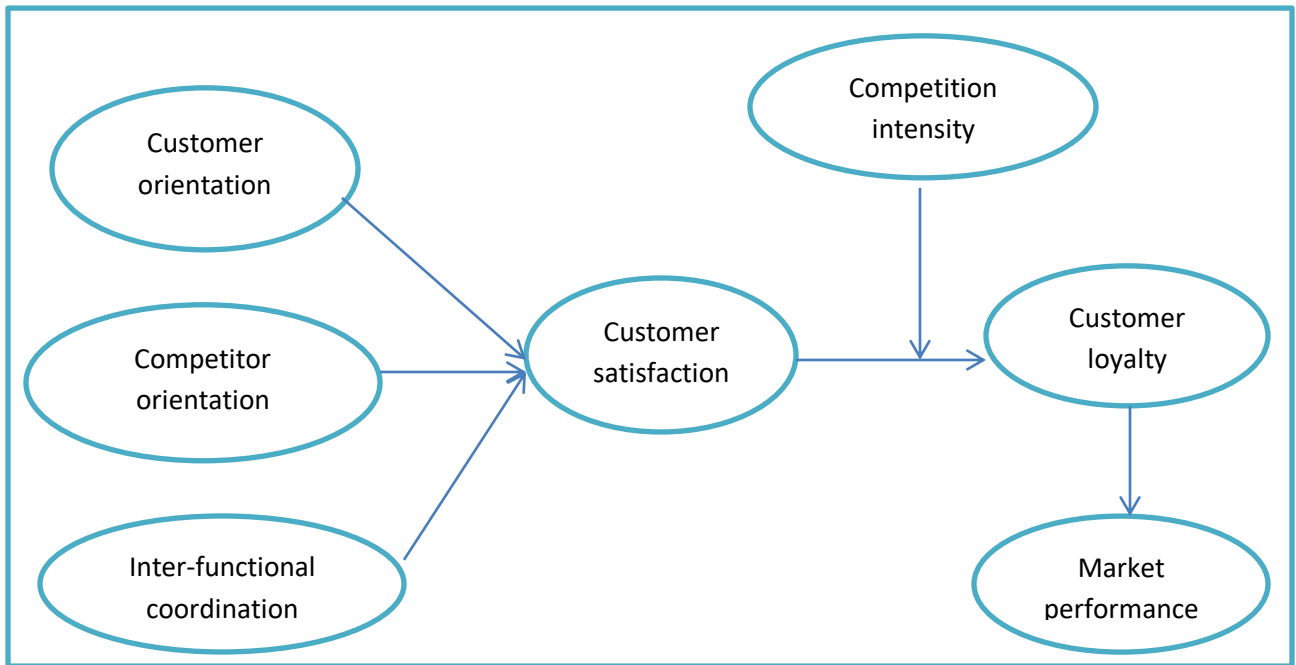 Customer
orientation
Competitor
orientation
Inter-functional
coordination
Customer
satisfaction
Competition
intensity
Customer
loyalty
Market
performance